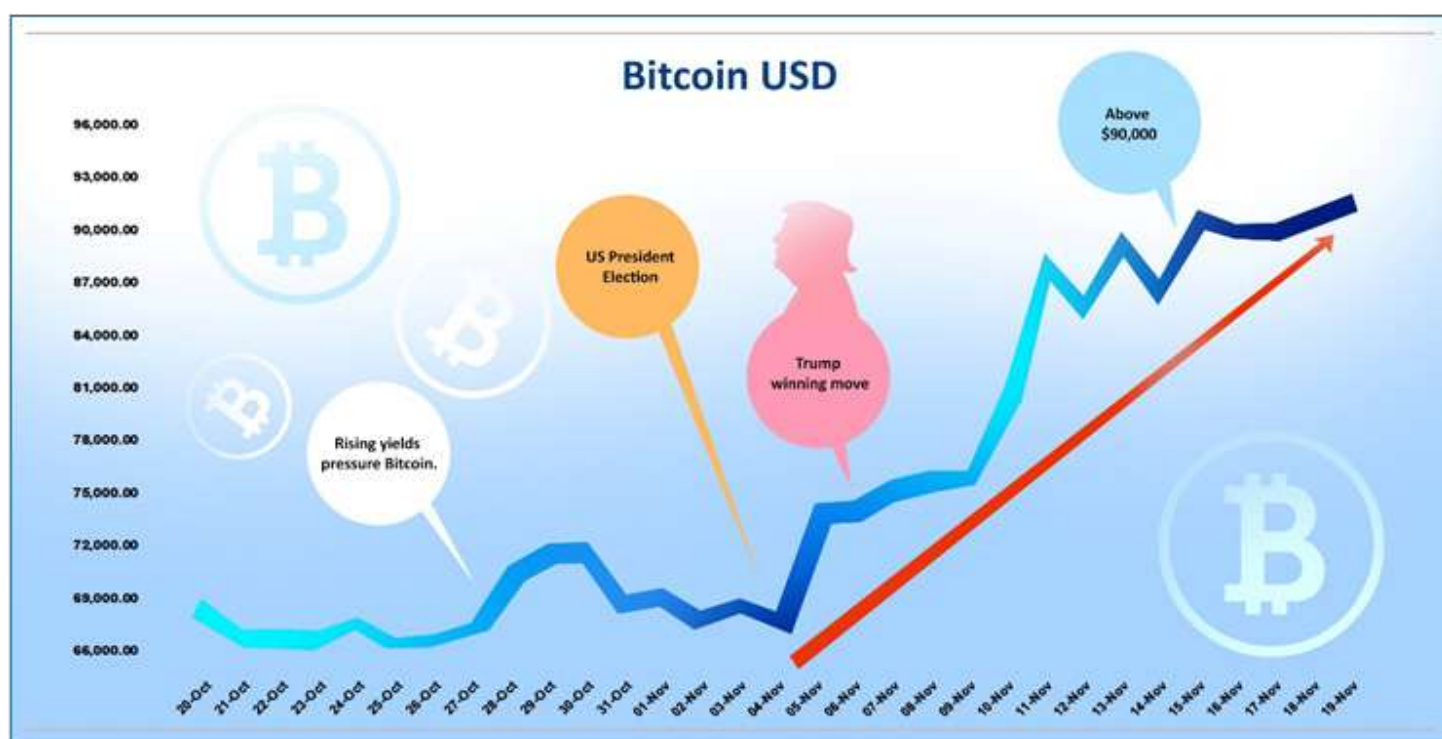 Bitcoin USD
96,000.00
93,000.00
90,000.00
87,000.00
84,000.00
81,000.00
78,000.00
75,000.00
72,000.00
69,000.00
66,000.00
Rising yields
pressure Bitcoin.
US President
Election
Trump
winning move
Above
$90,000
20-Oct
21-Oct
22-Oct
23-Oct
24-Oct
25-Oct
26-Oct
27-Oct
28-Oct
29-Oct
30-Oct
31-Oct
01-Nov
02-Nov
03-Nov
04-Nov
05-Nov
06-Nov
07-Nov
08-Nov
09-Nov
10-Nov
11-Nov
12-Nov
13-Nov
14-Nov
15-Nov
16-Nov
17-Nov
18-Nov
19-Nov